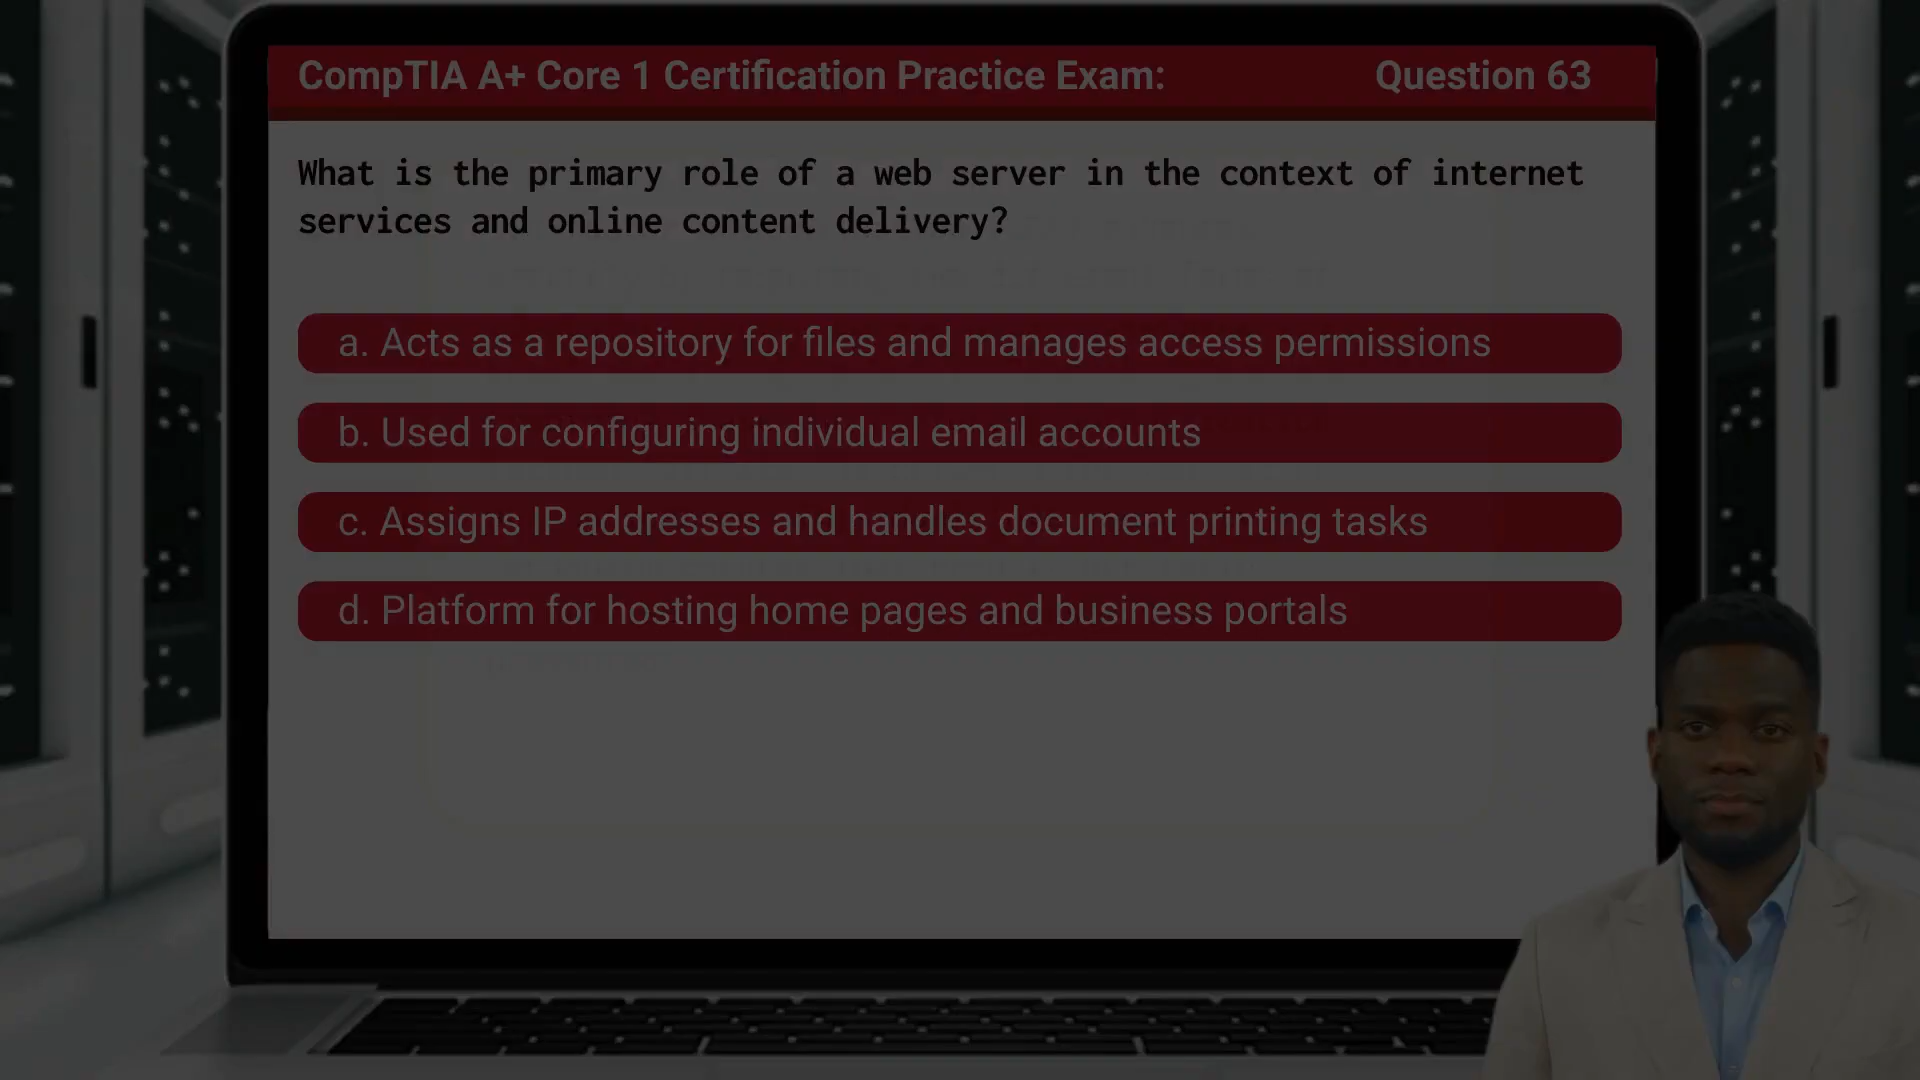 CompTIA A+ Core 1 Certification Practice Exam: Question 63
What is the primary role of a web server in the context of internet
services and online content delivery?
a. Acts as a repository for files and manages access permissions
b. Used for configuring individual email accounts
c. Assigns IP addresses and handles document printing tasks
d. Platform for hosting home pages and business portals